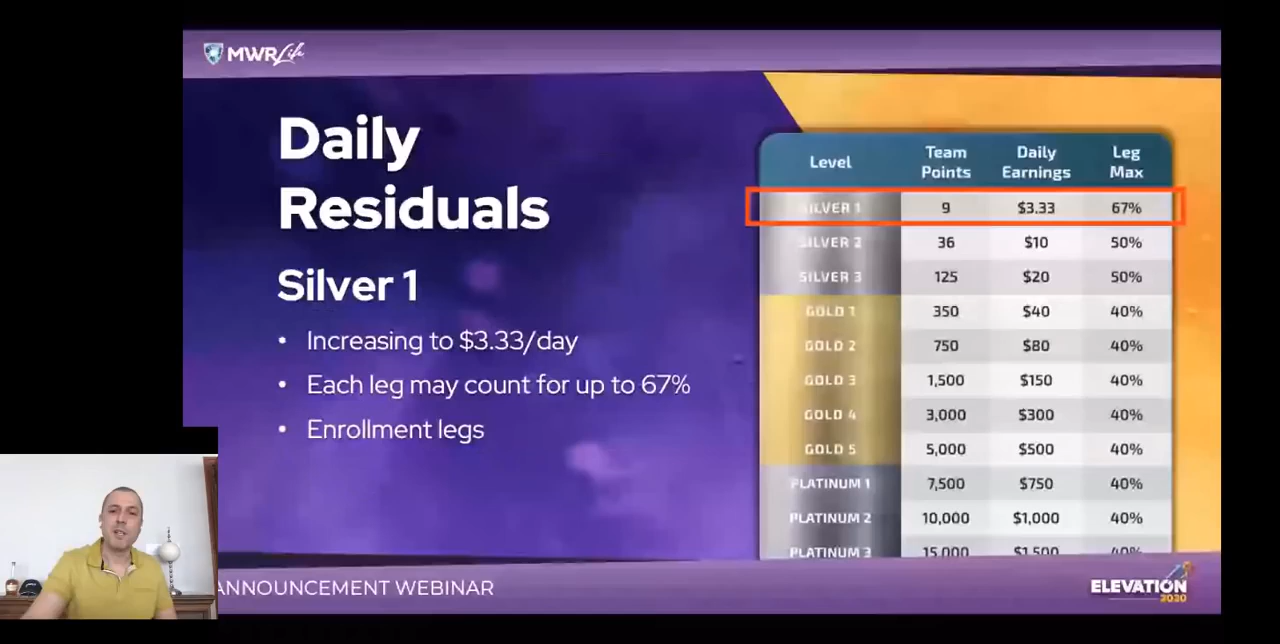 MWR Life
Daily
Residuals
Silver 1
• Increasing to $3.33/day
• Each leg may count for up to 67%
• Enrollment legs
Level Team Points Daily Earnings Leg Max
SILVER 1 9 $3.33 67%
SILVER 2 36 $10 50%
SILVER 3 125 $20 50%
GOLD 1 350 $40 40%
GOLD 2 750 $80 40%
GOLD 3 1,500 $150 40%
GOLD 4 3,000 $300 40%
GOLD 5 5,000 $500 40%
PLATINUM 1 7,500 $750 40%
PLATINUM 2 10,000 $1,000 40%
PLATINUM 3 15,000 $1,500 40%
ANNOUNCEMENT WEBINAR
ELEVATION
2020